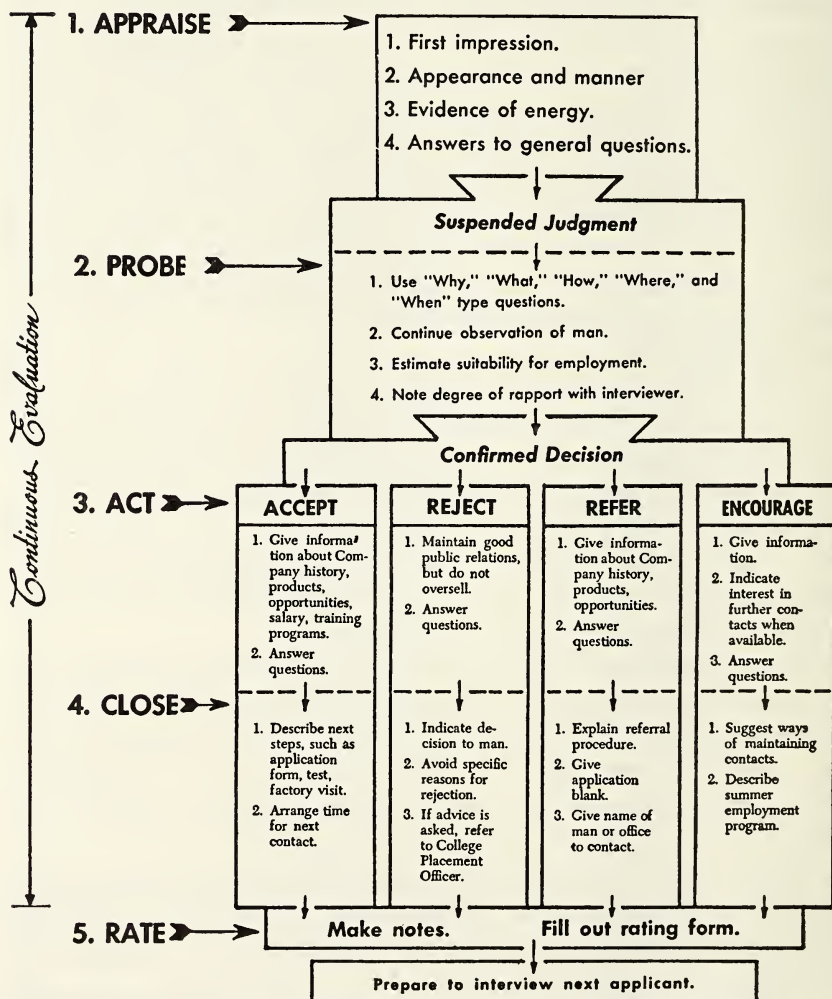 Continuous Evaluation
1. APPRAISE
1. First impression.
2. Appearance and manner
3. Evidence of energy.
4. Answers to general questions.
Suspended Judgment
2. PROBE
1. Use "Why," "What," "How," "Where," and
"When" type questions.
2. Continue observation of man.
3. Estimate suitability for employment.
4. Note degree of rapport with interviewer.
Confirmed Decision
3. ACT
ACCEPT
1. Give informa-
tion about Com-
pany history,
products,
opportunities,
salary, training
programs.
2. Answer
questions.
REJECT
1. Maintain good
public relations,
but do not
oversell.
2. Answer
questions.
REFER
1. Give informa-
tion about Com-
pany history,
products,
opportunities.
2. Answer
questions.
ENCOURAGE
1. Give informa-
tion.
2. Indicate
interest in
further con-
tacts when
available.
3. Answer
questions.
4. CLOSE
1. Describe next
steps, such as
application
form, test,
factory visit.
2. Arrange time
for next
contact.
1. Indicate de-
cision to man.
2. Avoid specific
reasons for
rejection.
3. If advice is
asked, refer
to College
Placement
Officer.
1. Explain referral
procedure.
2. Give
application
blank.
3. Give name of
man or office
to contact.
1. Suggest ways
of maintaining
contacts.
2. Describe
summer
employment
program.
5. RATE
Make notes. Fill out rating form.
Prepare to interview next applicant.